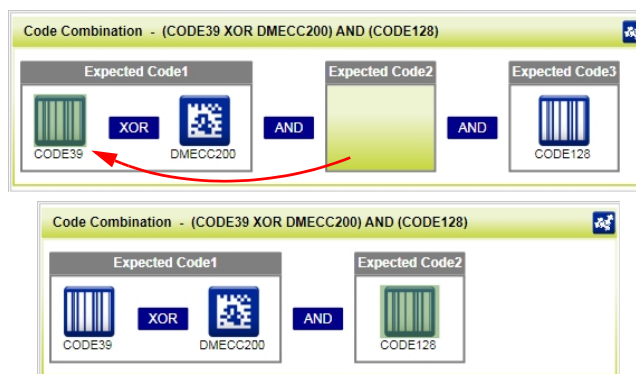 Code Combination - (CODE39 XOR DMECC200) AND (CODE128)
Expected Code1 Expected Code2 Expected Code3
XOR AND AND
CODE39 DMECC200 CODE128
Code Combination - (CODE39 XOR DMECC200) AND (CODE128)
Expected Code1 Expected Code2
XOR AND
CODE39 DMECC200 CODE128